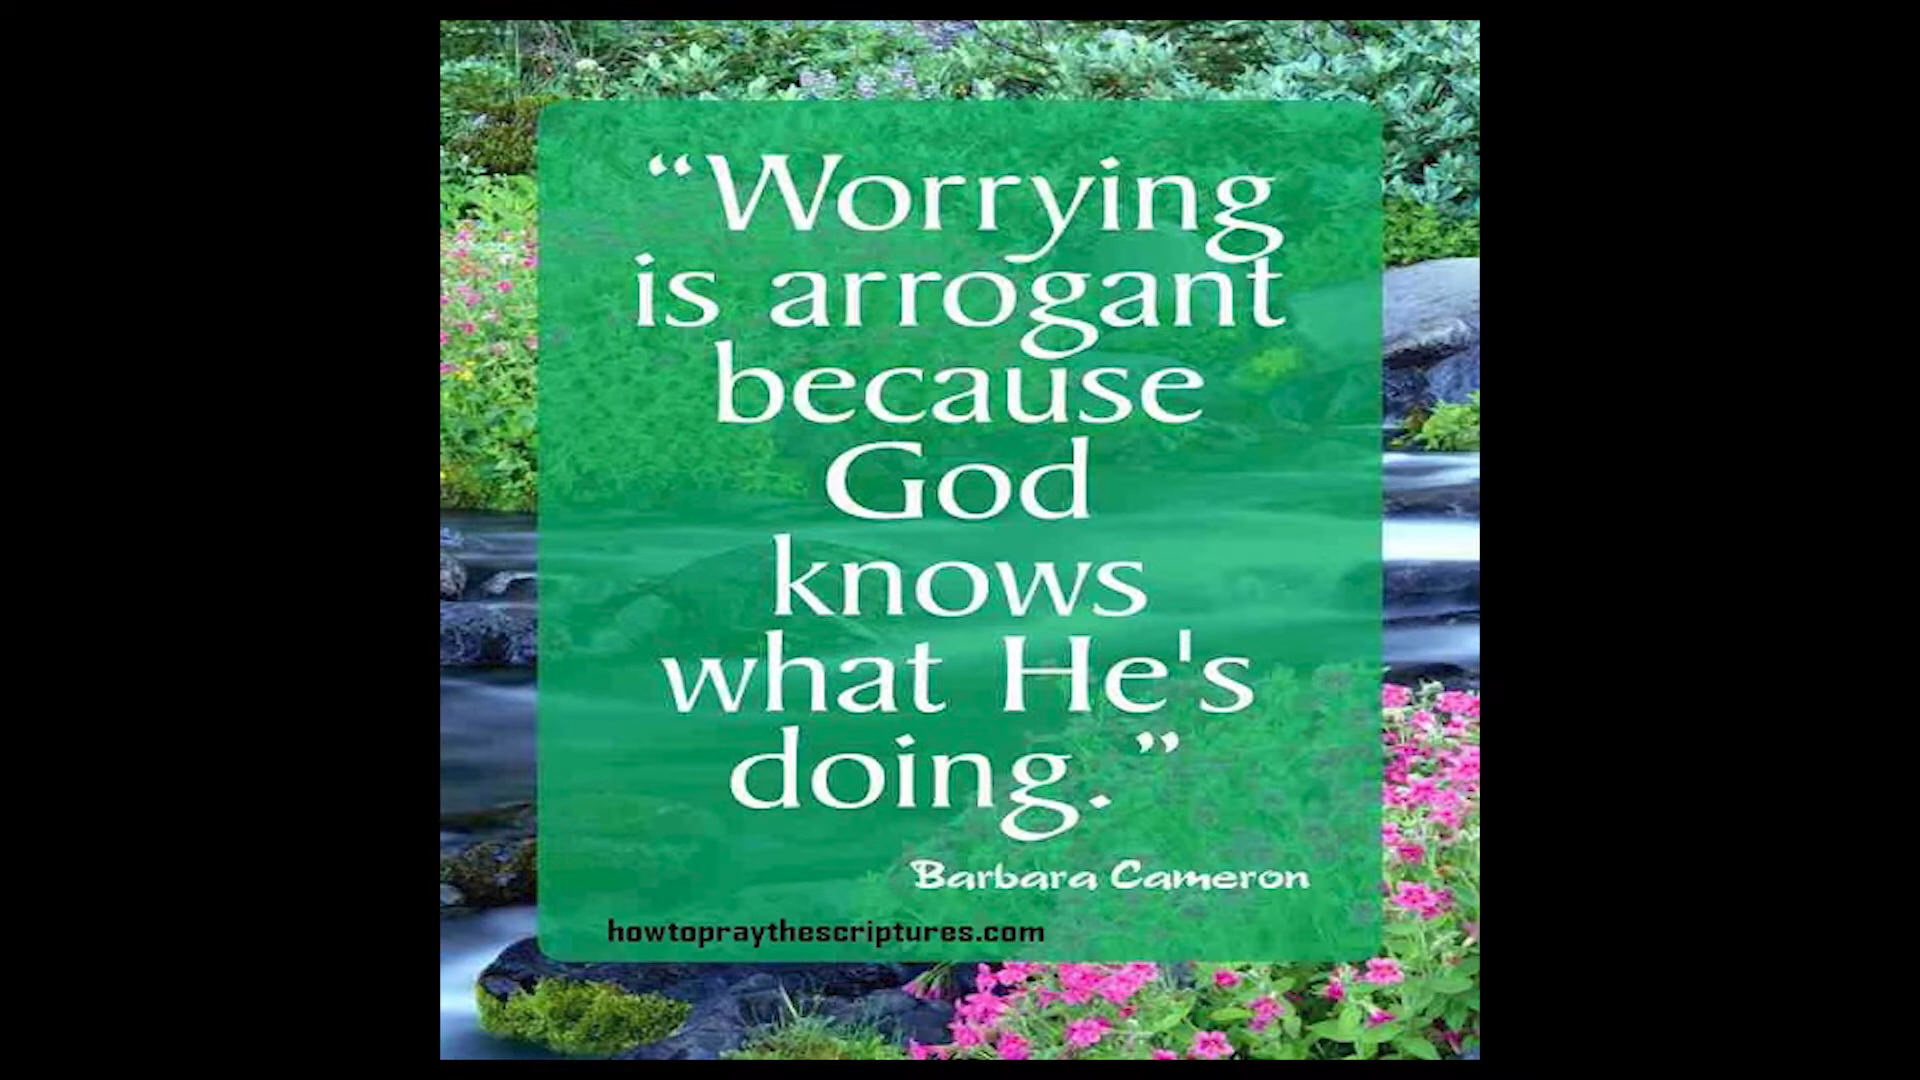 “Worrying
is arrogant
because
God
knows
what He's
doing.”
Barbara Cameron
howtopraythescriptures.com